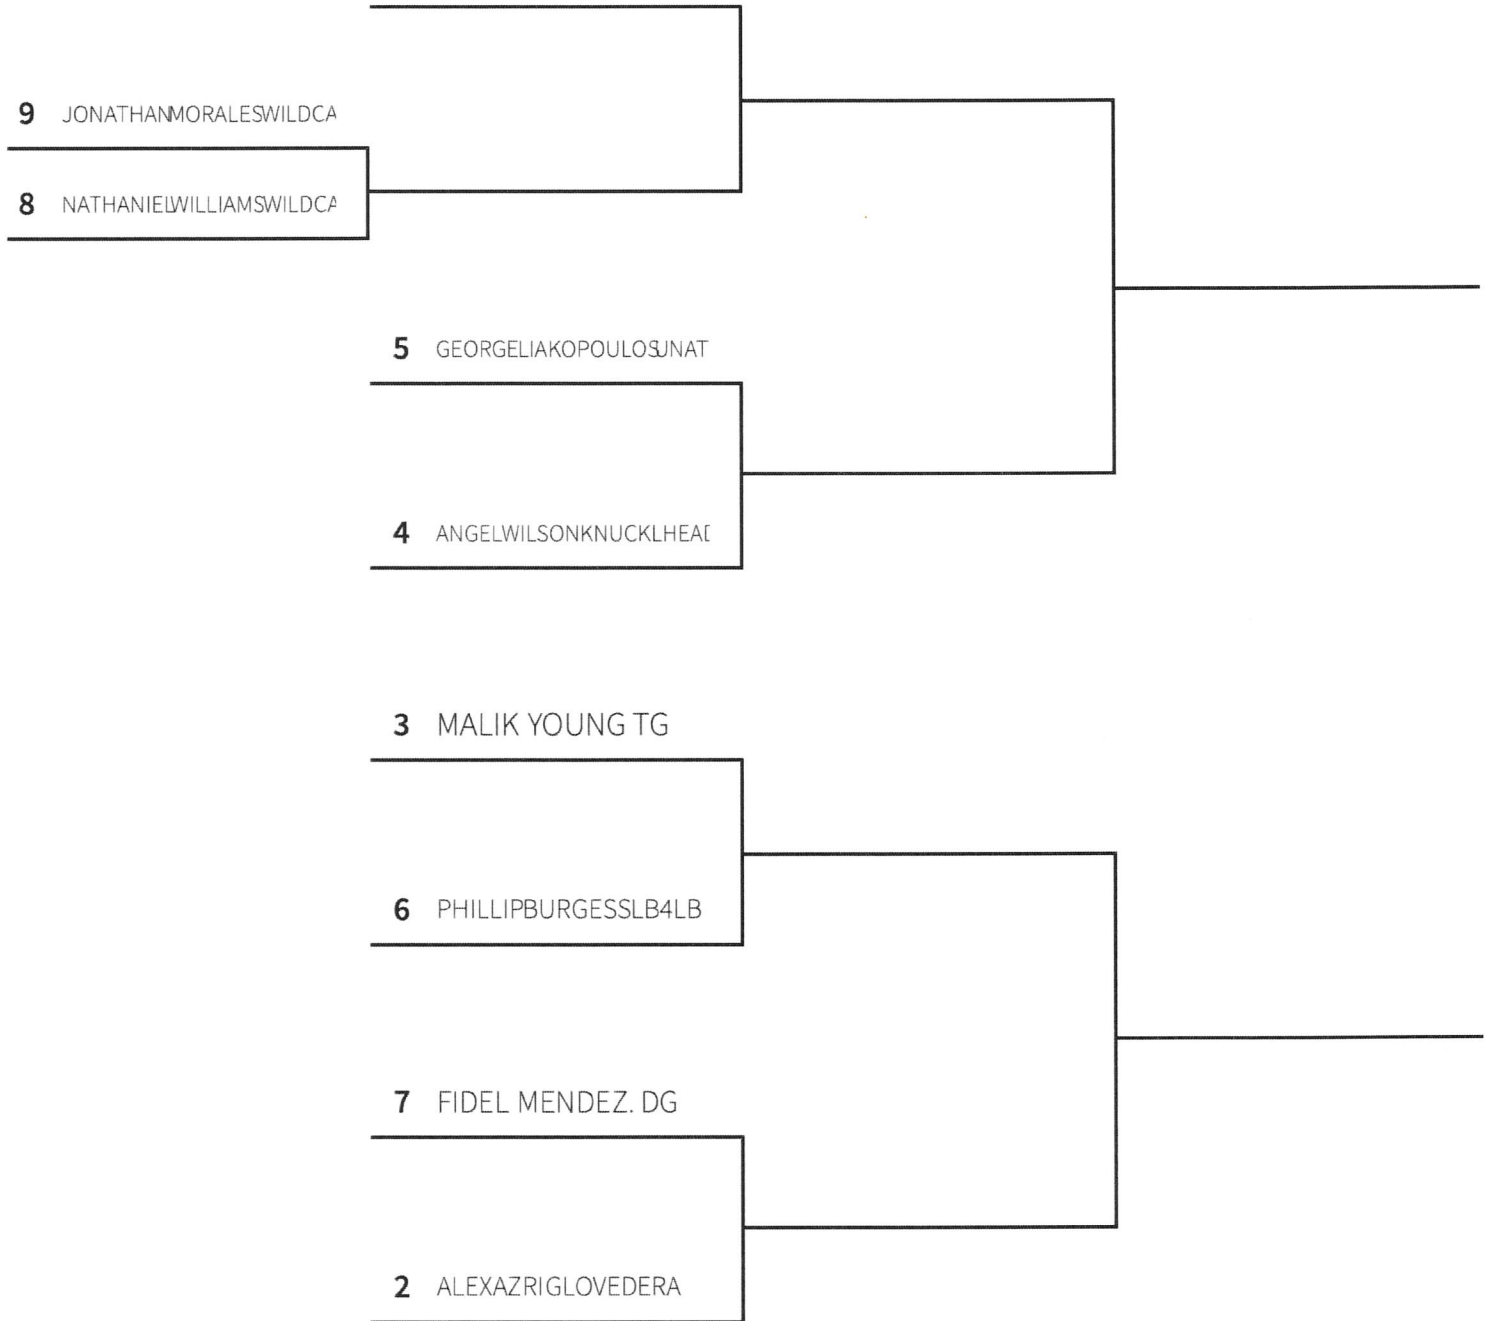 9 JONATHANMORALESWILDCA
8 NATHANIELWILLIAMSWILDCA
5 GEORGELIAKOPOULOSUNAT
4 ANGELWILSONKNUCKLHEAD
3 MALIK YOUNG TG
6 PHILLIPBURGESSLB4LB
7 FIDEL MENDEZ. DG
2 ALEXAZRIGLOVEDERA